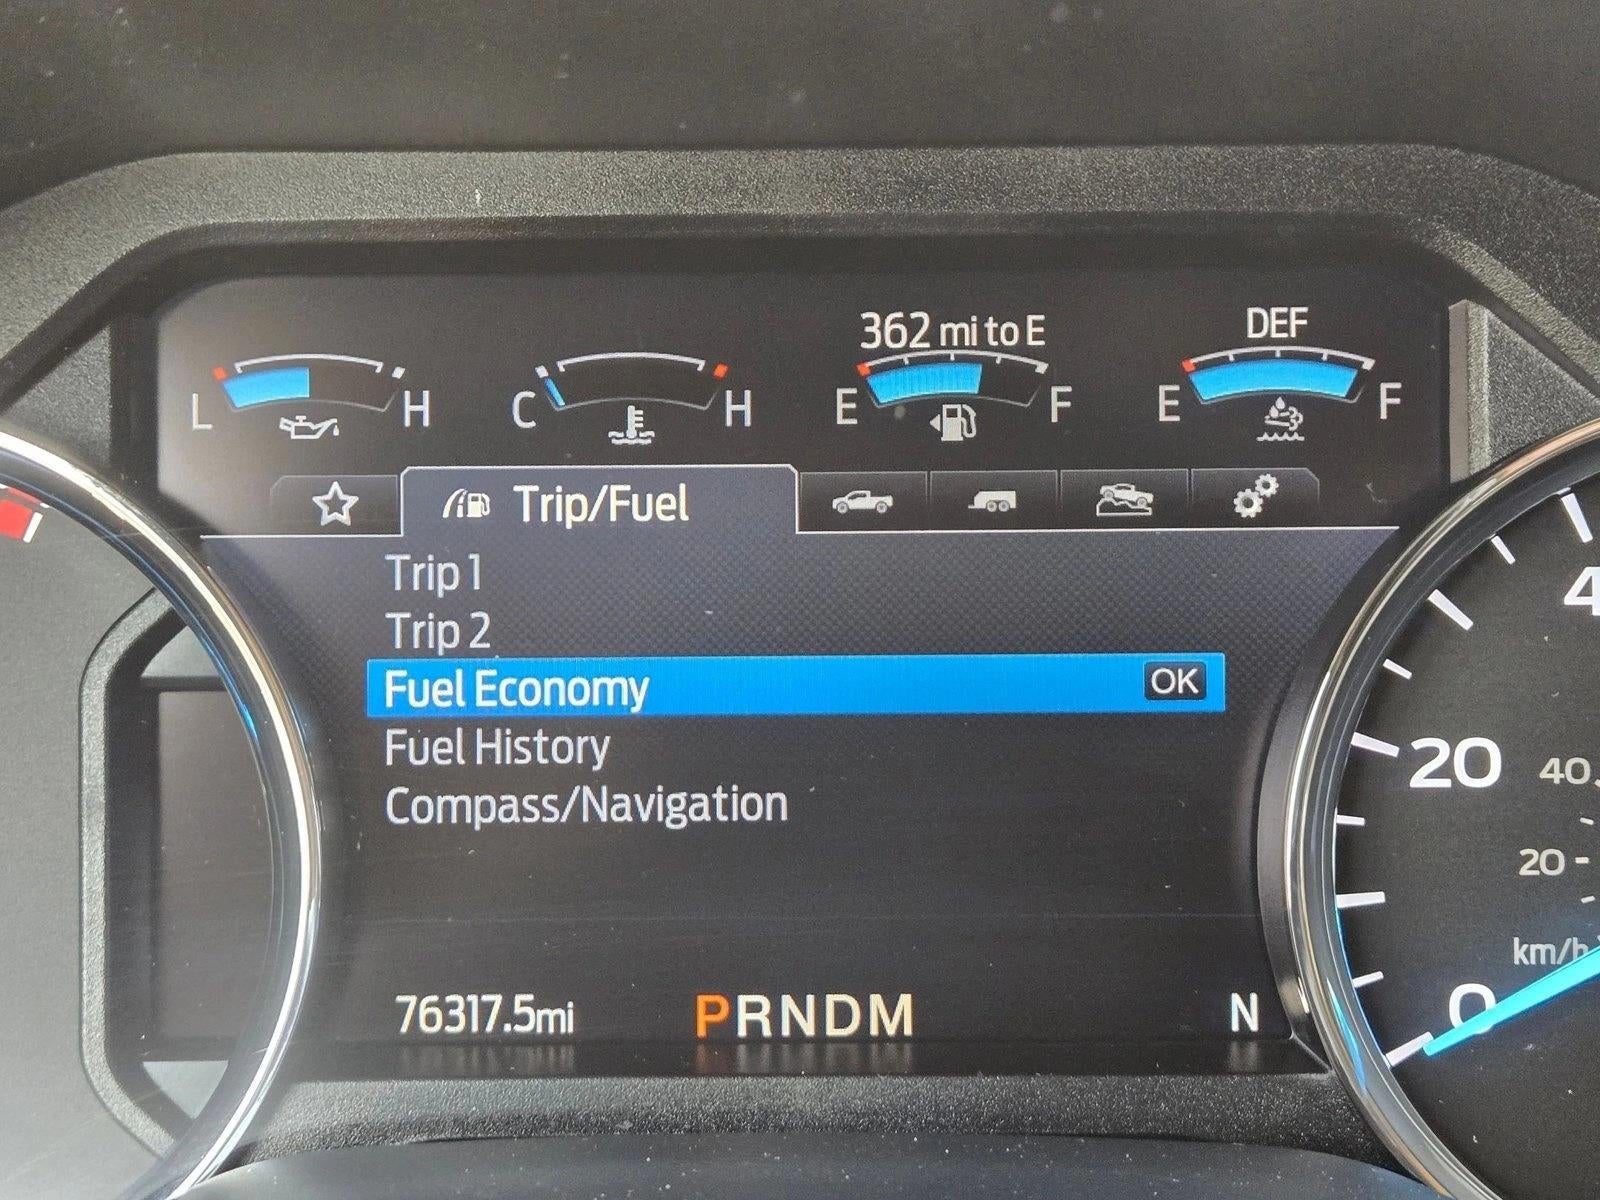 362 mi to E
DEF
L H
C H
E F
E F
Trip/Fuel
Trip 1
Trip 2
Fuel Economy OK
Fuel History
Compass/Navigation
76317.5mi PRNDM N
4
20
40
20
km/h
0